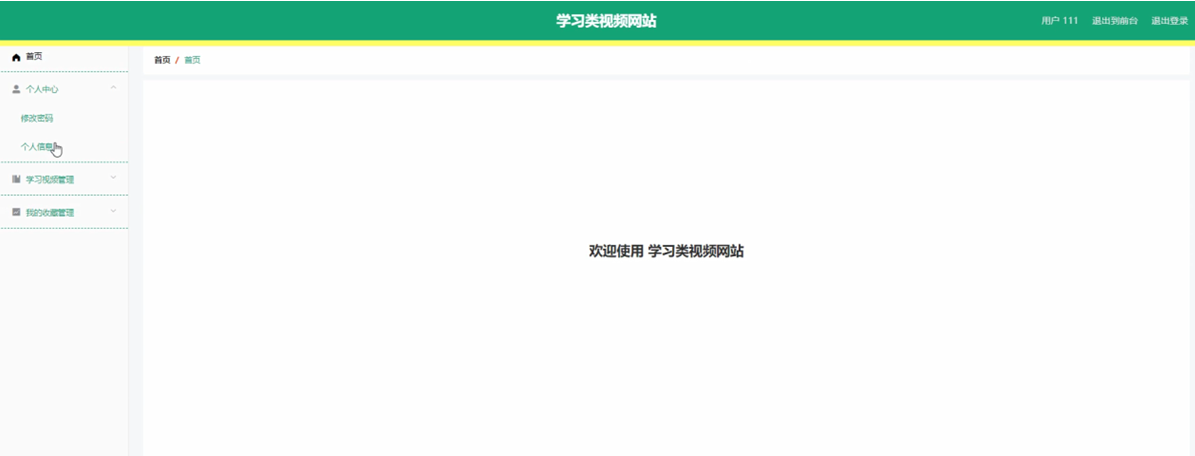 学习类视频网站
用户 111 退出到前台 退出登录
首页
首页 / 首页
个人中心
修改密码
个人信息
学习视频管理
我的收藏管理
欢迎使用 学习类视频网站